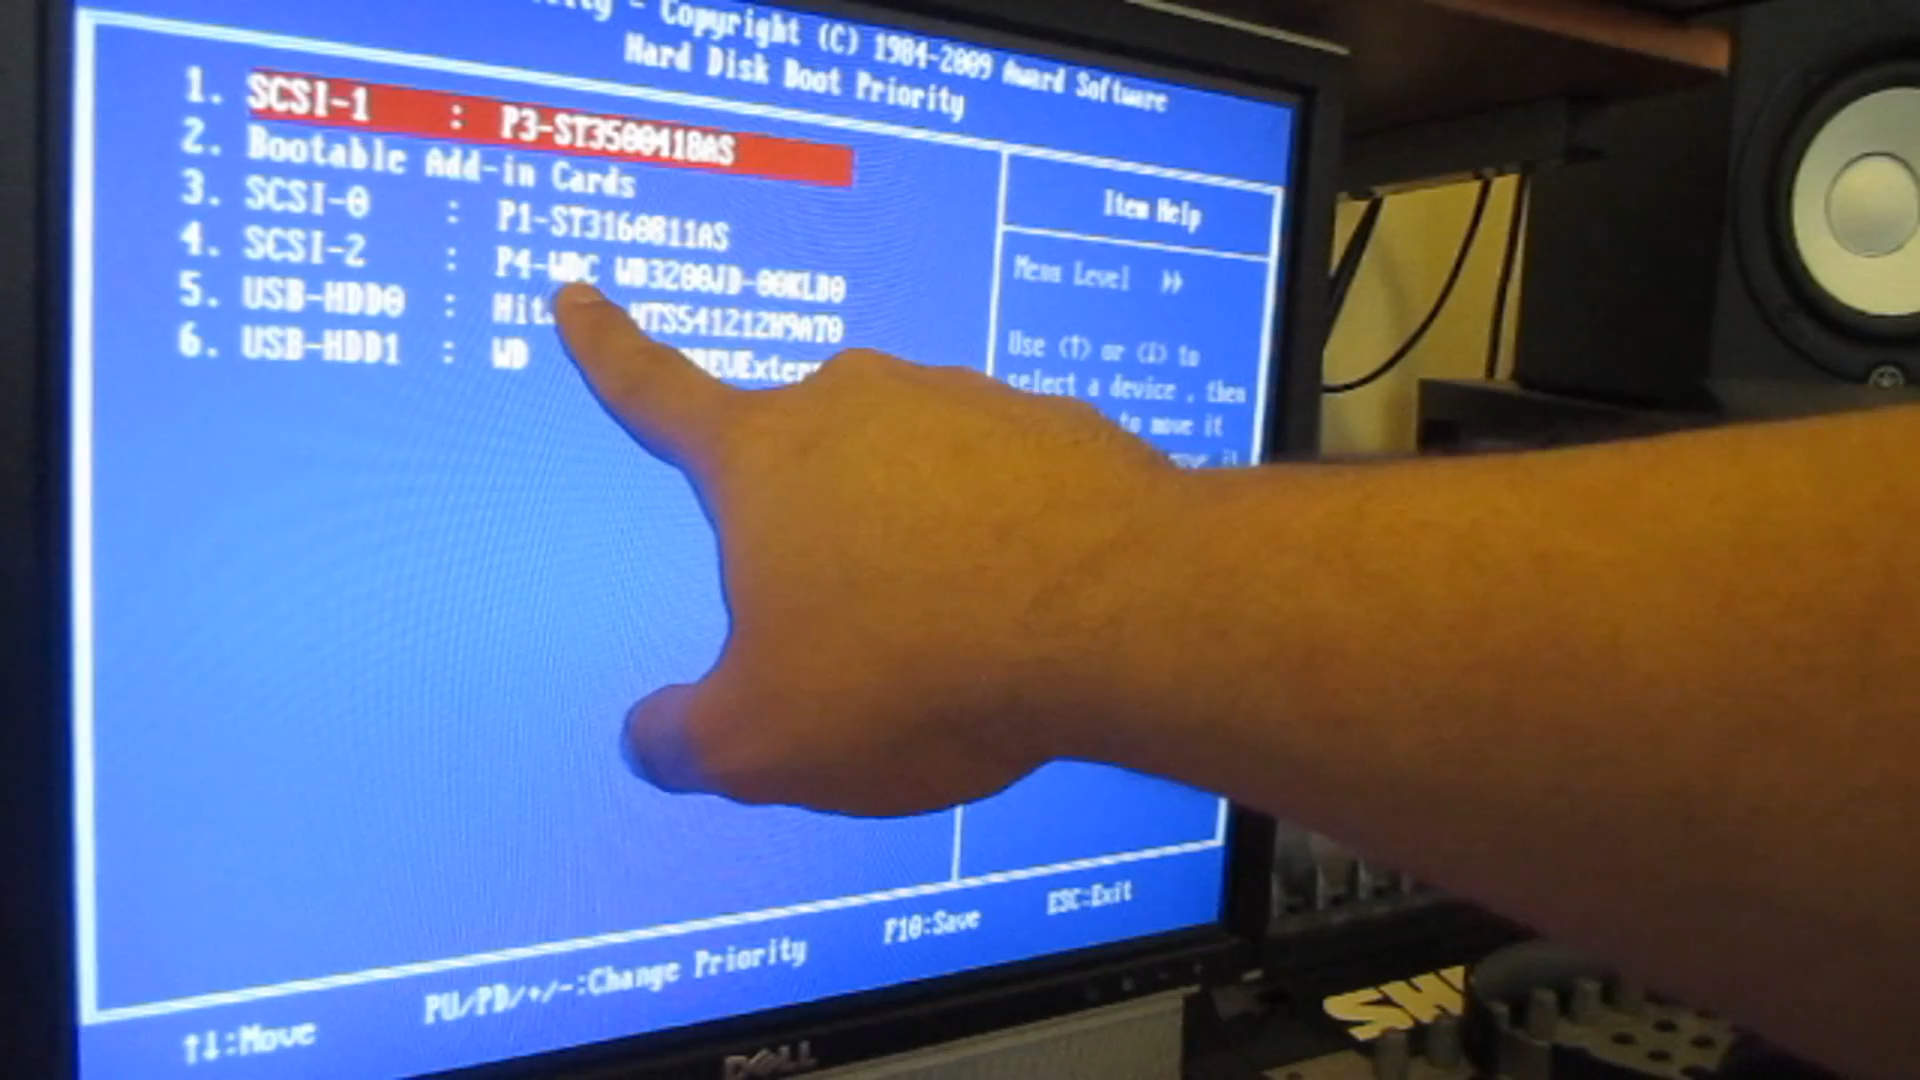 - Copyright (C) 1984-2009 Award Software
Hard Disk Boot Priority
1. SCSI-1 : P3-ST3500418AS
2. Bootable Add-in Cards
3. SCSI-0 : P1-ST3160811AS
4. SCSI-2 : P4-WDC WD3200JD-00KLB0
5. USB-HDD0 : HTS541212H9AT0
6. USB-HDD1 : WD
Item Help
Menu Level ▸▸
Use <↑> or <↓> to
select a device , then
to move it
PU/PD/+/-:Change Priority
F10:Save
ESC:Exit
↑↓:Move
DELL